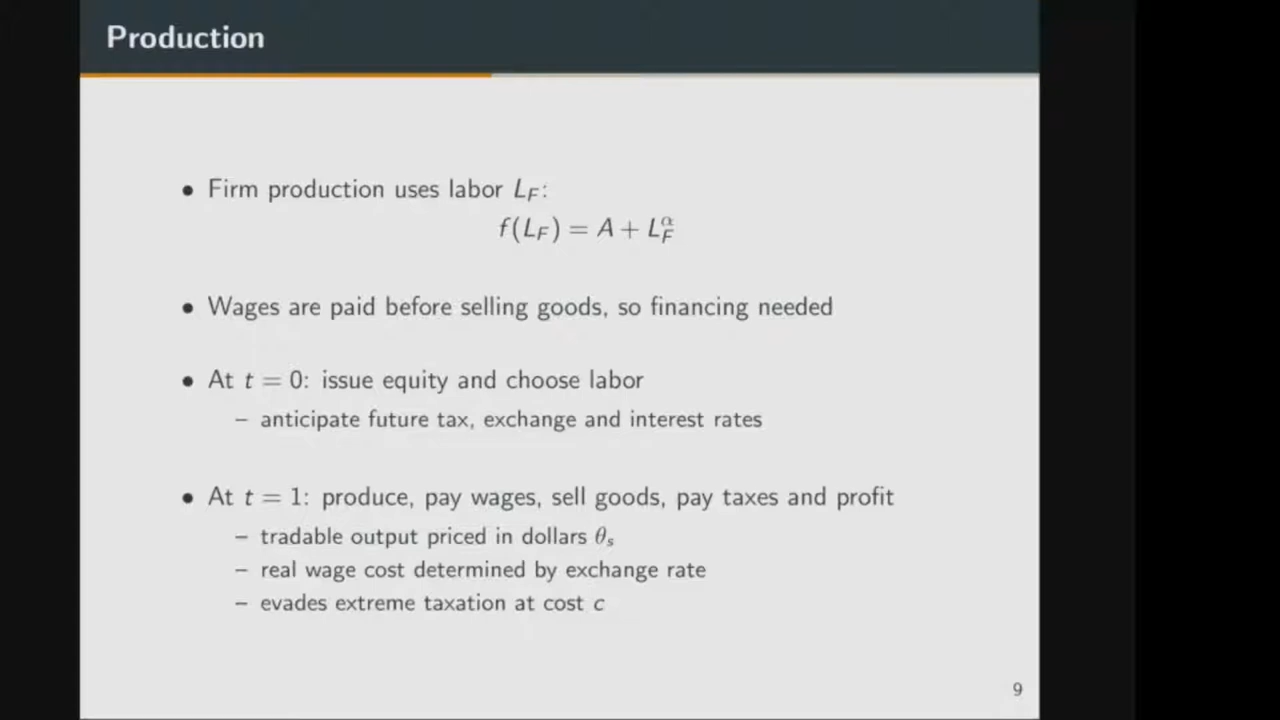 Production
• Firm production uses labor L_F:
f(L_F) = A + L_F^α
• Wages are paid before selling goods, so financing needed
• At t = 0: issue equity and choose labor
– anticipate future tax, exchange and interest rates
• At t = 1: produce, pay wages, sell goods, pay taxes and profit
– tradable output priced in dollars θ_s
– real wage cost determined by exchange rate
– evades extreme taxation at cost c
9